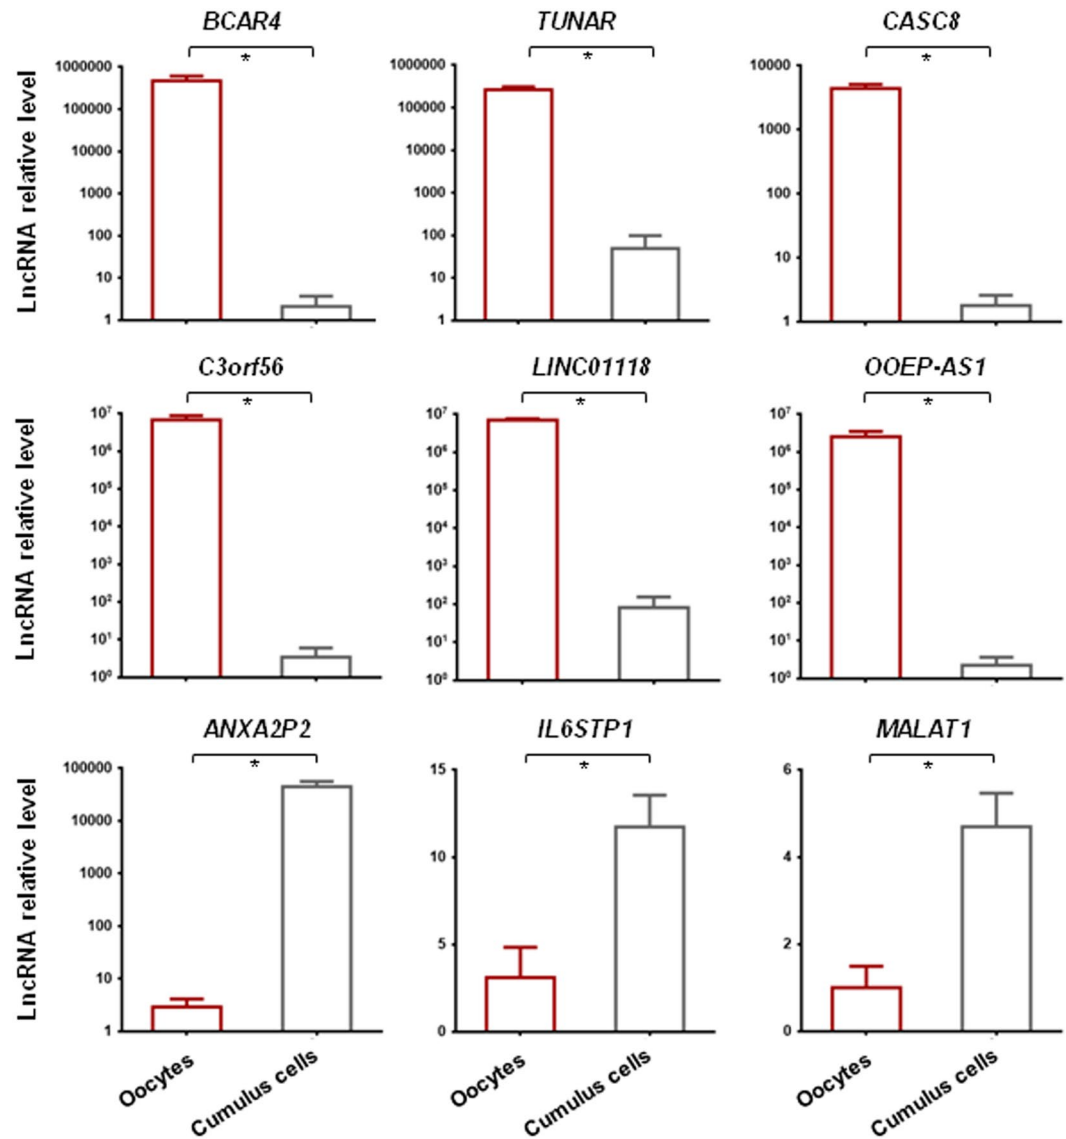 BCAR4 TUNAR CASC8
* * *
LncRNA relative level
1000000 1000000 10000
100000 100000 1000
10000 10000 100
1000 1000 10
100 100 1
10 10
1 1
C3orf56 LINC01118 OOEP-AS1
* * *
LncRNA relative level
10⁷ 10⁷ 10⁷
10⁶ 10⁶ 10⁶
10⁵ 10⁵ 10⁵
10⁴ 10⁴ 10⁴
10³ 10³ 10³
10² 10² 10²
10¹ 10¹ 10¹
10⁰ 10⁰ 10⁰
ANXA2P2 IL6STP1 MALAT1
* * *
LncRNA relative level
100000 15 6
10000 10 4
1000 5 2
100 0 0
10
1
Oocytes Cumulus cells Oocytes Cumulus cells Oocytes Cumulus cells